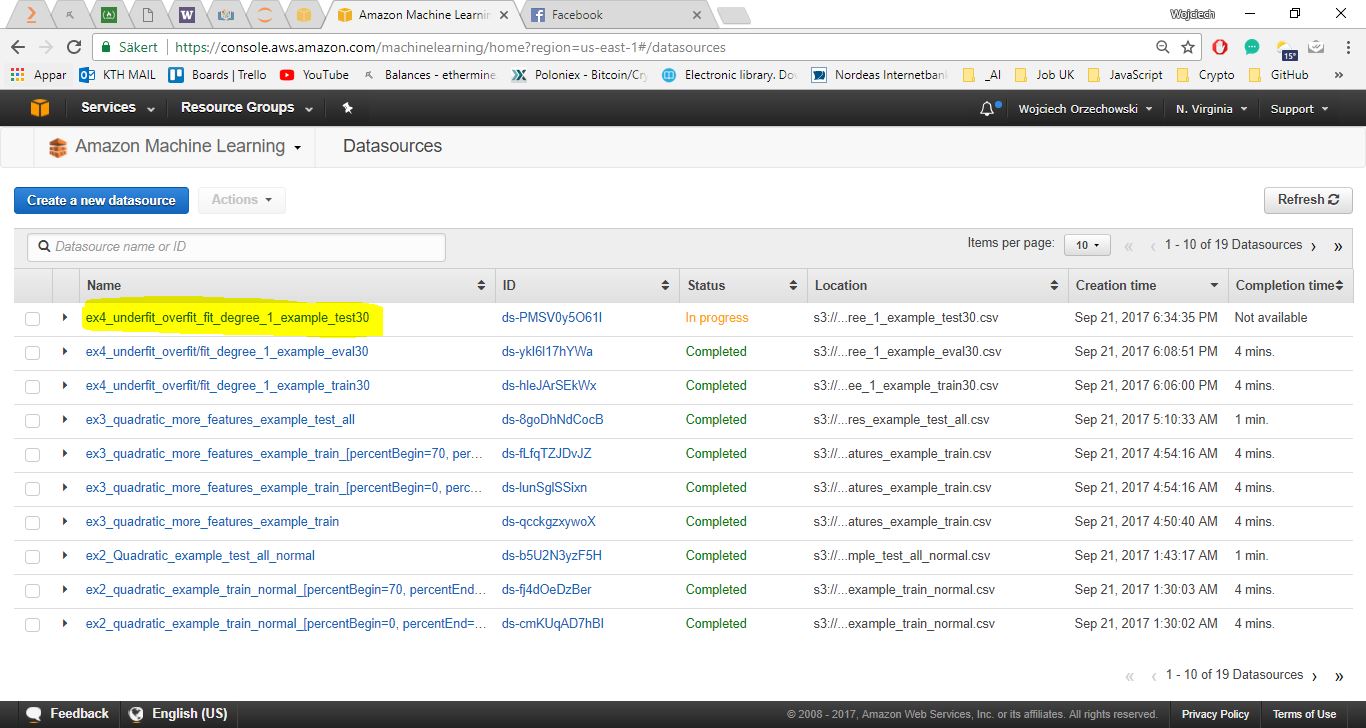 Amazon Machine Learnin
Facebook
Wojciech
Säkert https://console.aws.amazon.com/machinelearning/home?region=us-east-1#/datasources
15°
Appar KTH MAIL Boards | Trello YouTube Balances - ethermine Poloniex - Bitcoin/Cry Electronic library. Do Nordeas Internetbank _AI Job UK JavaScript Crypto GitHub »
Services Resource Groups Wojciech Orzechowski N. Virginia Support
Amazon Machine Learning Datasources
Create a new datasource Actions Refresh
Datasource name or ID Items per page: 10 « ‹ 1 - 10 of 19 Datasources › »
Name ID Status Location Creation time Completion time
ex4_underfit_overfit_fit_degree_1_example_test30 ds-PMSV0y5O61I In progress s3://...ree_1_example_test30.csv Sep 21, 2017 6:34:35 PM Not available
ex4_underfit_overfit/fit_degree_1_example_eval30 ds-ykI6I17hYWa Completed s3://...ree_1_example_eval30.csv Sep 21, 2017 6:08:51 PM 4 mins.
ex4_underfit_overfit/fit_degree_1_example_train30 ds-hleJArSEkWx Completed s3://...ee_1_example_train30.csv Sep 21, 2017 6:06:00 PM 4 mins.
ex3_quadratic_more_features_example_test_all ds-8goDhNdCocB Completed s3://...res_example_test_all.csv Sep 21, 2017 5:10:33 AM 1 min.
ex3_quadratic_more_features_example_train_[percentBegin=70, per... ds-fLfqTZJDvJZ Completed s3://...atures_example_train.csv Sep 21, 2017 4:54:16 AM 4 mins.
ex3_quadratic_more_features_example_train_[percentBegin=0, perc... ds-lunSglSSixn Completed s3://...atures_example_train.csv Sep 21, 2017 4:54:16 AM 4 mins.
ex3_quadratic_more_features_example_train ds-qcckgzxywoX Completed s3://...atures_example_train.csv Sep 21, 2017 4:50:40 AM 4 mins.
ex2_Quadratic_example_test_all_normal ds-b5U2N3yzF5H Completed s3://...mple_test_all_normal.csv Sep 21, 2017 1:43:17 AM 1 min.
ex2_quadratic_example_train_normal_[percentBegin=70, percentEnd... ds-fj4dOeDzBer Completed s3://...example_train_normal.csv Sep 21, 2017 1:30:03 AM 4 mins.
ex2_quadratic_example_train_normal_[percentBegin=0, percentEnd=... ds-cmKUqAD7hBI Completed s3://...example_train_normal.csv Sep 21, 2017 1:30:02 AM 4 mins.
« ‹ 1 - 10 of 19 Datasources › »
Feedback English (US) © 2008 - 2017, Amazon Web Services, Inc. or its affiliates. All rights reserved. Privacy Policy Terms of Use